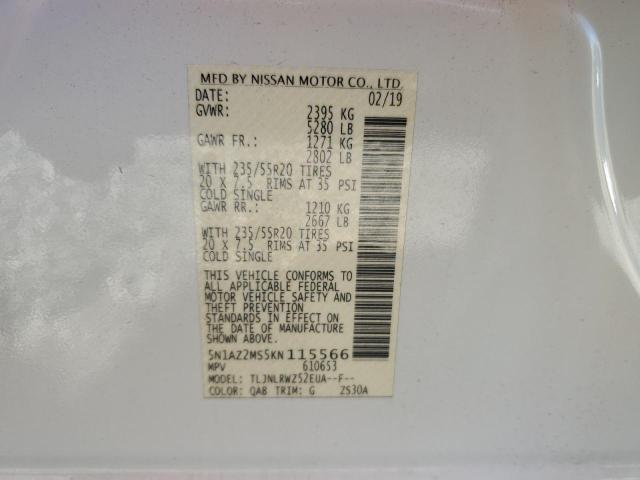 MFD BY NISSAN MOTOR CO., LTD
DATE: 02/19
GVWR: 2395 KG
5280 LB
GAWR FR.: 1271 KG
2802 LB
WITH 235/55R20 TIRES
20 X 7.5 RIMS AT 35 PSI
COLD SINGLE
GAWR RR.: 1210 KG
2667 LB
WITH 235/55R20 TIRES
20 X 7.5 RIMS AT 35 PSI
COLD SINGLE
THIS VEHICLE CONFORMS TO
ALL APPLICABLE FEDERAL
MOTOR VEHICLE SAFETY AND
THEFT PREVENTION
STANDARDS IN EFFECT ON
THE DATE OF MANUFACTURE
SHOWN ABOVE.
5N1AZ2MS5KN115566
MPV 610653
MODEL: TLJNLRWZ52EUA--F--
COLOR: QAB TRIM: G ZS30A